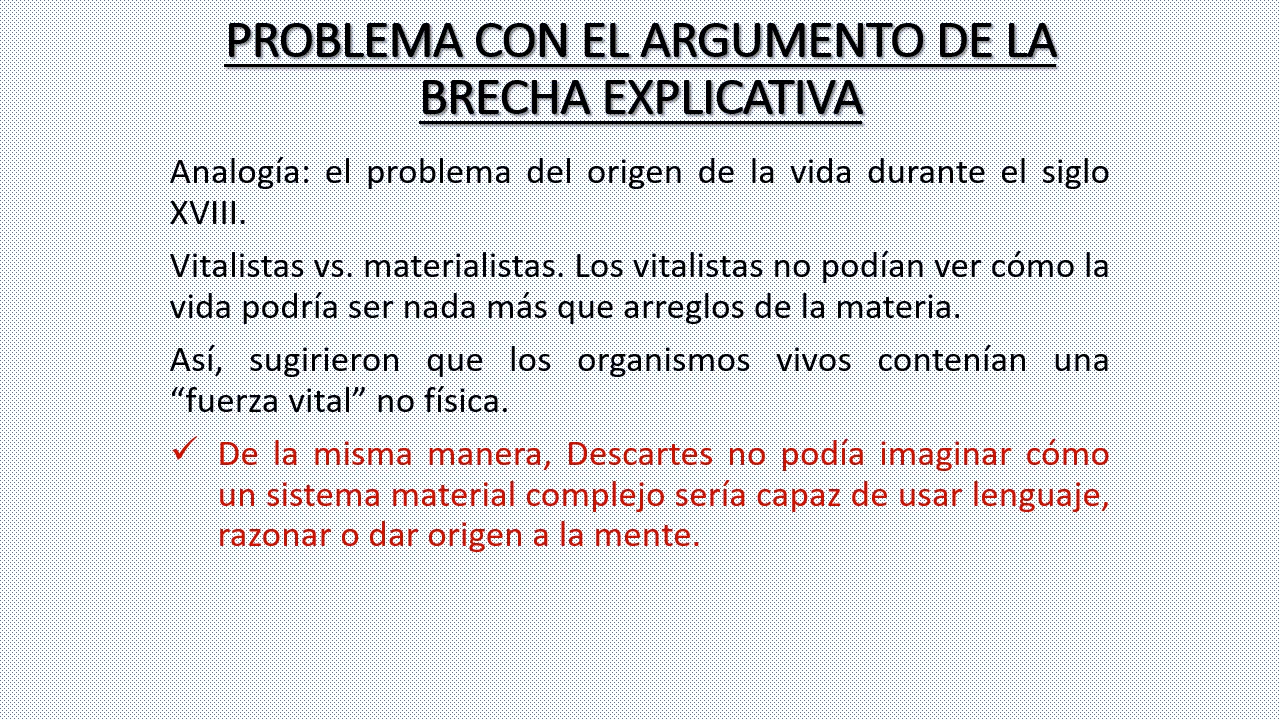 PROBLEMA CON EL ARGUMENTO DE LA
BRECHA EXPLICATIVA
Analogía: el problema del origen de la vida durante el siglo
XVIII.
Vitalistas vs. materialistas. Los vitalistas no podían ver cómo la
vida podría ser nada más que arreglos de la materia.
Así, sugirieron que los organismos vivos contenían una
“fuerza vital” no física.
✓ De la misma manera, Descartes no podía imaginar cómo
un sistema material complejo sería capaz de usar lenguaje,
razonar o dar origen a la mente.